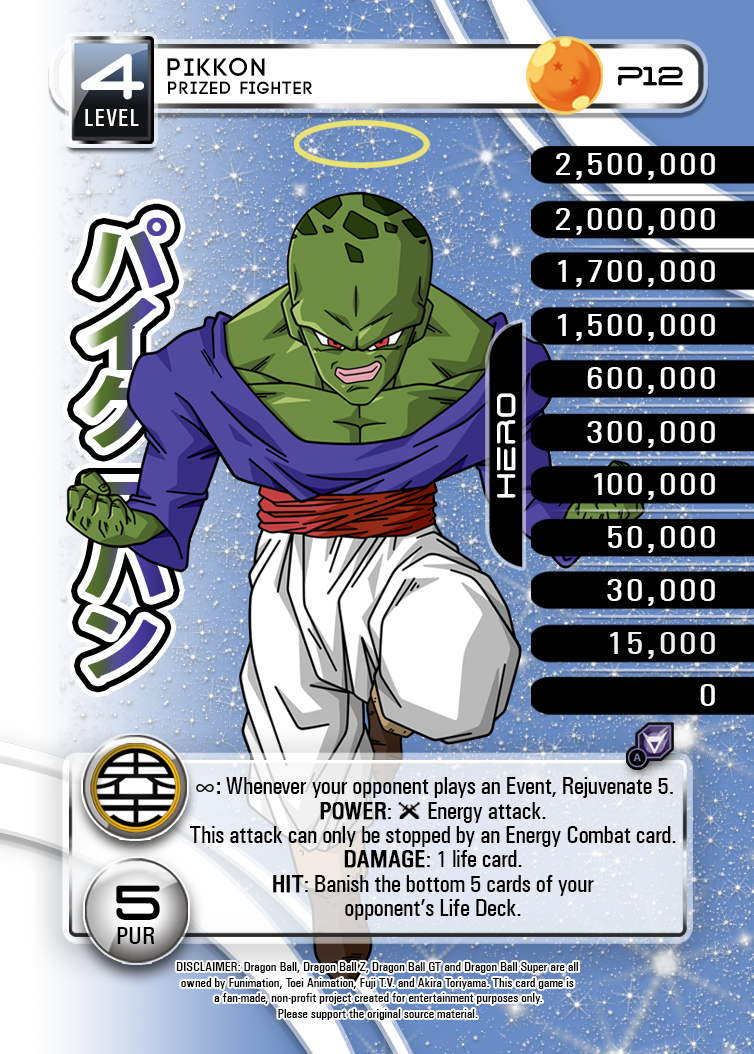 4
LEVEL
PIKKON
PRIZED FIGHTER
P12
2,500,000
2,000,000
1,700,000
1,500,000
600,000
300,000
100,000
50,000
30,000
15,000
0
HERO
パイクーハン
A
∞: Whenever your opponent plays an Event, Rejuvenate 5.
POWER: Energy attack.
This attack can only be stopped by an Energy Combat card.
DAMAGE: 1 life card.
HIT: Banish the bottom 5 cards of your
opponent's Life Deck.
5
PUR
DISCLAIMER: Dragon Ball, Dragon Ball Z, Dragon Ball GT and Dragon Ball Super are all
owned by Funimation, Toei Animation, Fuji T.V. and Akira Toriyama. This card game is
a fan-made, non-profit project created for entertainment purposes only.
Please support the original source material.